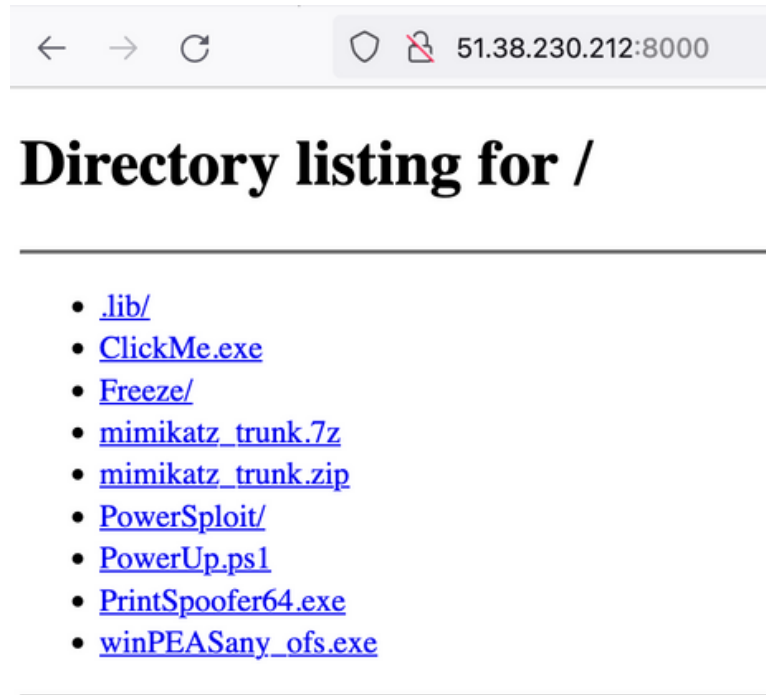 51.38.230.212:8000
Directory listing for /
.lib/
ClickMe.exe
Freeze/
mimikatz_trunk.7z
mimikatz_trunk.zip
PowerSploit/
PowerUp.ps1
PrintSpoofer64.exe
winPEASany_ofs.exe